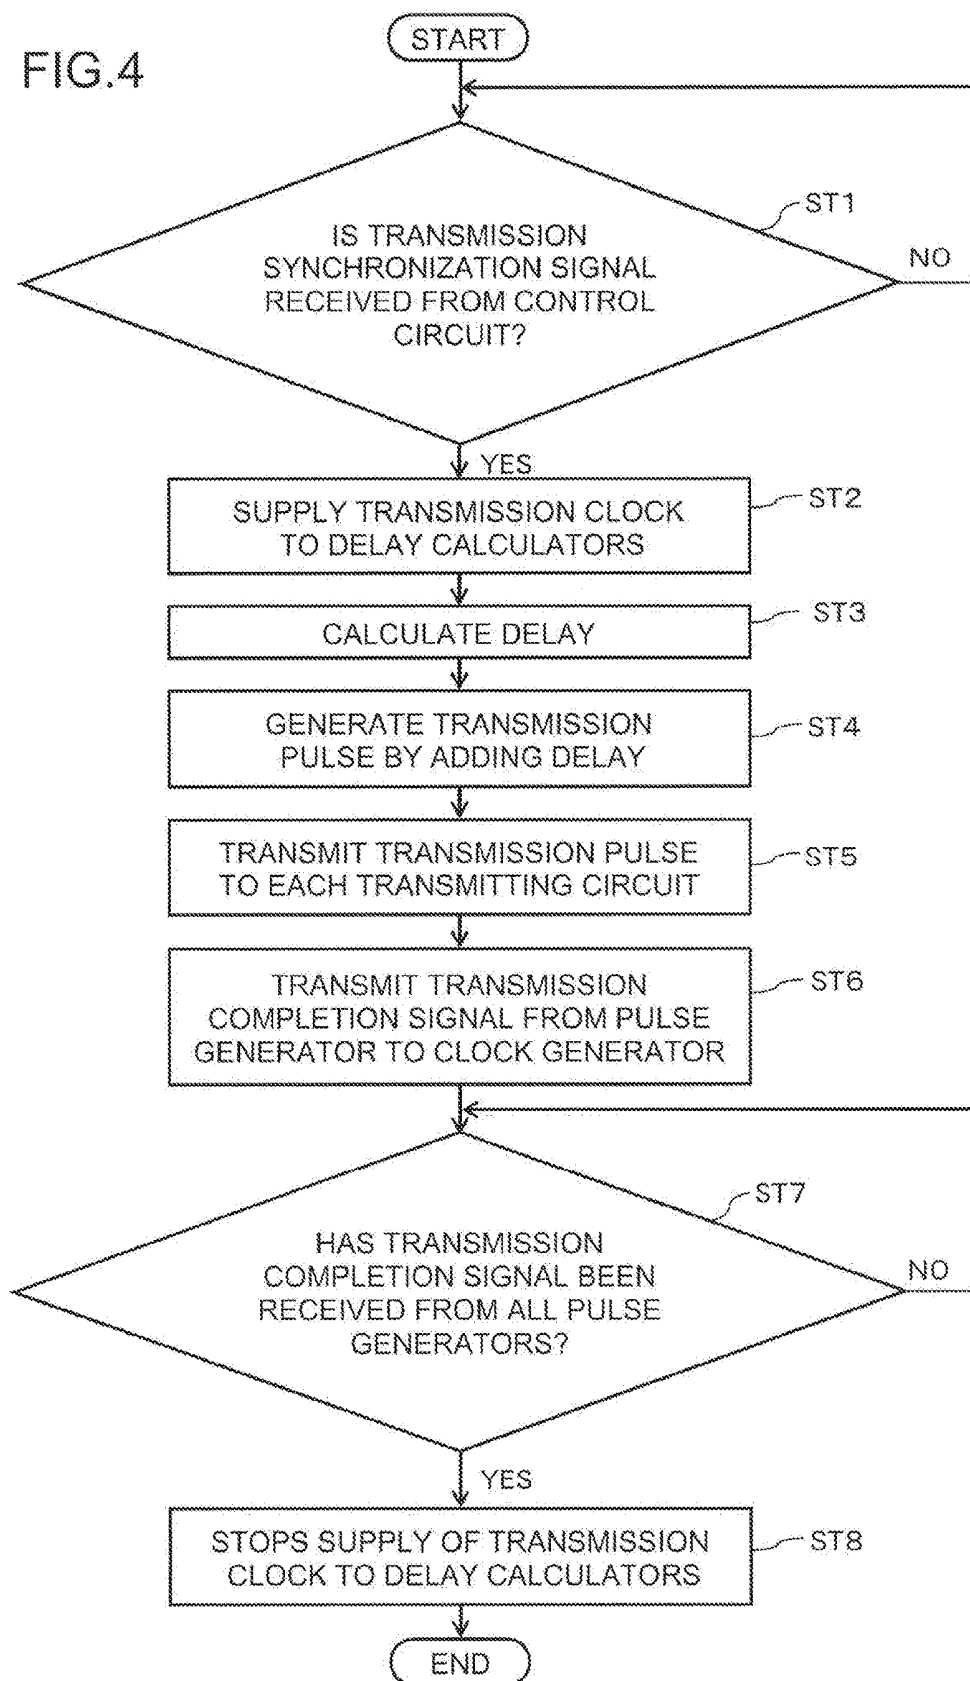 FIG.4
START
IS TRANSMISSION
SYNCHRONIZATION SIGNAL
RECEIVED FROM CONTROL
CIRCUIT?
ST1
NO
YES
SUPPLY TRANSMISSION CLOCK
TO DELAY CALCULATORS
ST2
CALCULATE DELAY
ST3
GENERATE TRANSMISSION
PULSE BY ADDING DELAY
ST4
TRANSMIT TRANSMISSION PULSE
TO EACH TRANSMITTING CIRCUIT
ST5
TRANSMIT TRANSMISSION
COMPLETION SIGNAL FROM PULSE
GENERATOR TO CLOCK GENERATOR
ST6
HAS TRANSMISSION
COMPLETION SIGNAL BEEN
RECEIVED FROM ALL PULSE
GENERATORS?
ST7
NO
YES
STOPS SUPPLY OF TRANSMISSION
CLOCK TO DELAY CALCULATORS
ST8
END